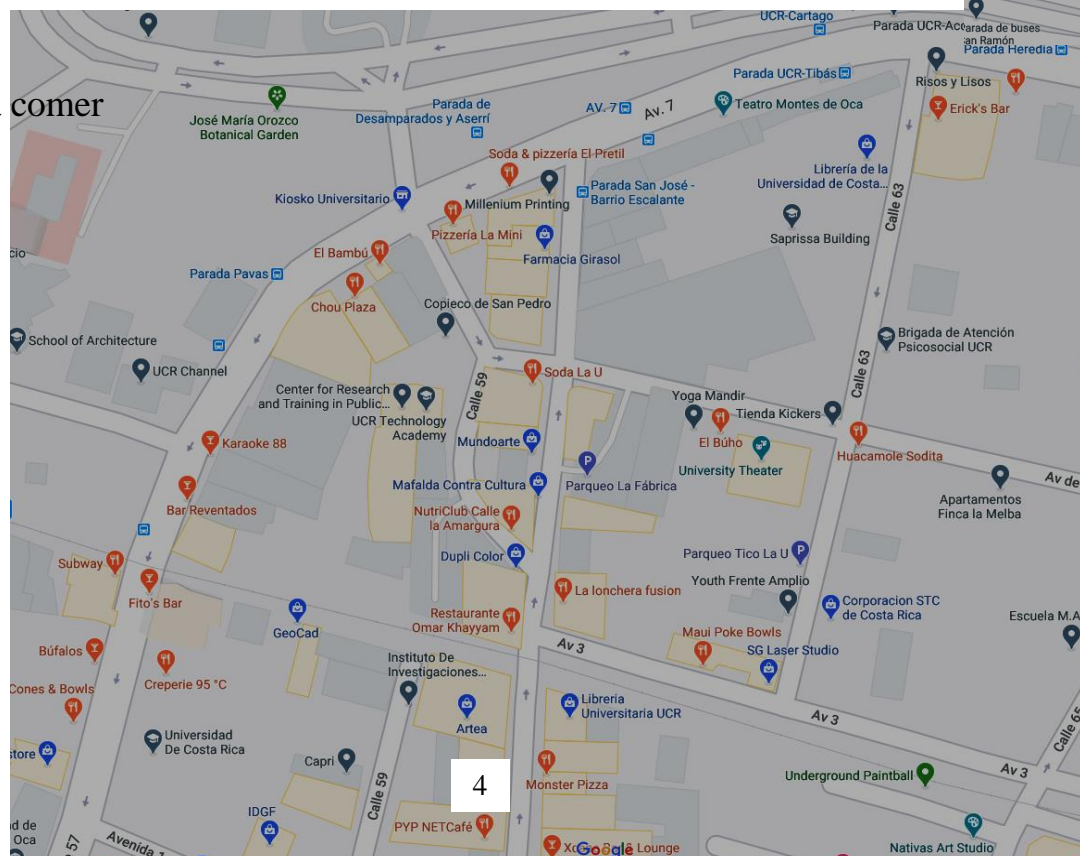 UCR-Cartago
Parada UCR-Aco
arada de buses
an Ramón
Parada Heredia
Parada UCR-Tibás
Risos y Lisos
comer
Parada de
Desamparados y Aserrí
AV. 7
Av. 7
Teatro Montes de Oca
Erick's Bar
José María Orozco
Botanical Garden
Soda & pizzería El Pretil
Librería de la
Universidad de Costa...
Kiosko Universitario
Millenium Printing
Parada San José -
Barrio Escalante
Calle 63
Pizzería La Mini
Saprissa Building
El Bambú
Farmacia Girasol
cio
Parada Pavas
Chou Plaza
Copieco de San Pedro
School of Architecture
Brigada de Atención
Psicosocial UCR
UCR Channel
Soda La U
Calle 63
Center for Research
and Training in Public...
Calle 59
Yoga Mandir
Tienda Kickers
UCR Technology
Academy
Karaoke 88
Mundoarte
El Búho
Huacamole Sodita
University Theater
Mafalda Contra Cultura
P
Parqueo La Fábrica
Av de
Apartamentos
Finca la Melba
Bar Reventados
NutriClub Calle
la Amargura
Dupli Color
Parqueo Tico La U
P
Subway
Youth Frente Amplio
La lonchera fusion
Fito's Bar
Corporacion STC
de Costa Rica
Restaurante
Omar Khayyam
Escuela M.A
GeoCad
Av 3
Maui Poke Bowls
Búfalos
SG Laser Studio
Instituto De
Investigaciones...
Creperie 95 °C
Cones & Bowls
Libreria
Universitaria UCR
Av 3
Artea
Calle 65
Universidad
De Costa Rica
store
Capri
Av 3
Underground Paintball
Monster Pizza
4
Calle 59
IDGF
PYP NETCafé
Nativas Art Studio
d de
Oca
57
Avenida 1
Lounge
Google